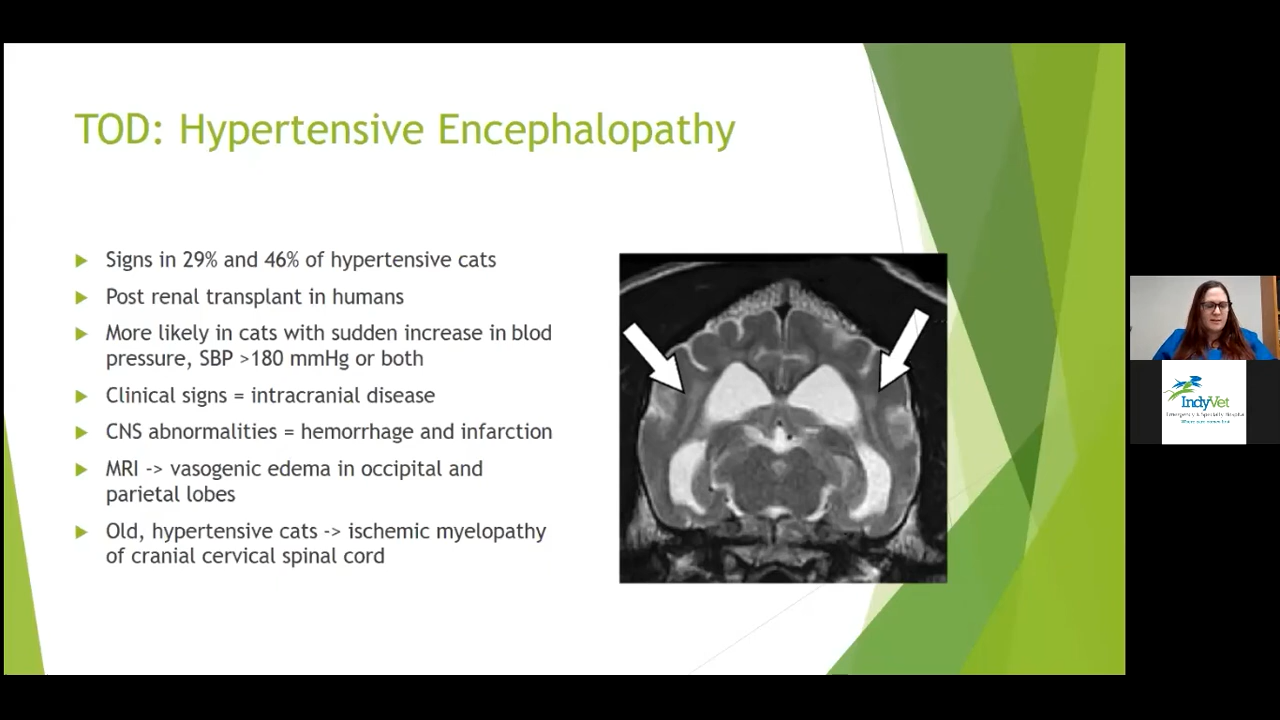 TOD: Hypertensive Encephalopathy
Signs in 29% and 46% of hypertensive cats
Post renal transplant in humans
More likely in cats with sudden increase in blod
pressure, SBP >180 mmHg or both
Clinical signs = intracranial disease
CNS abnormalities = hemorrhage and infarction
MRI -> vasogenic edema in occipital and
parietal lobes
Old, hypertensive cats -> ischemic myelopathy
of cranial cervical spinal cord
IndyVet
Emergency & Specialty Hospital